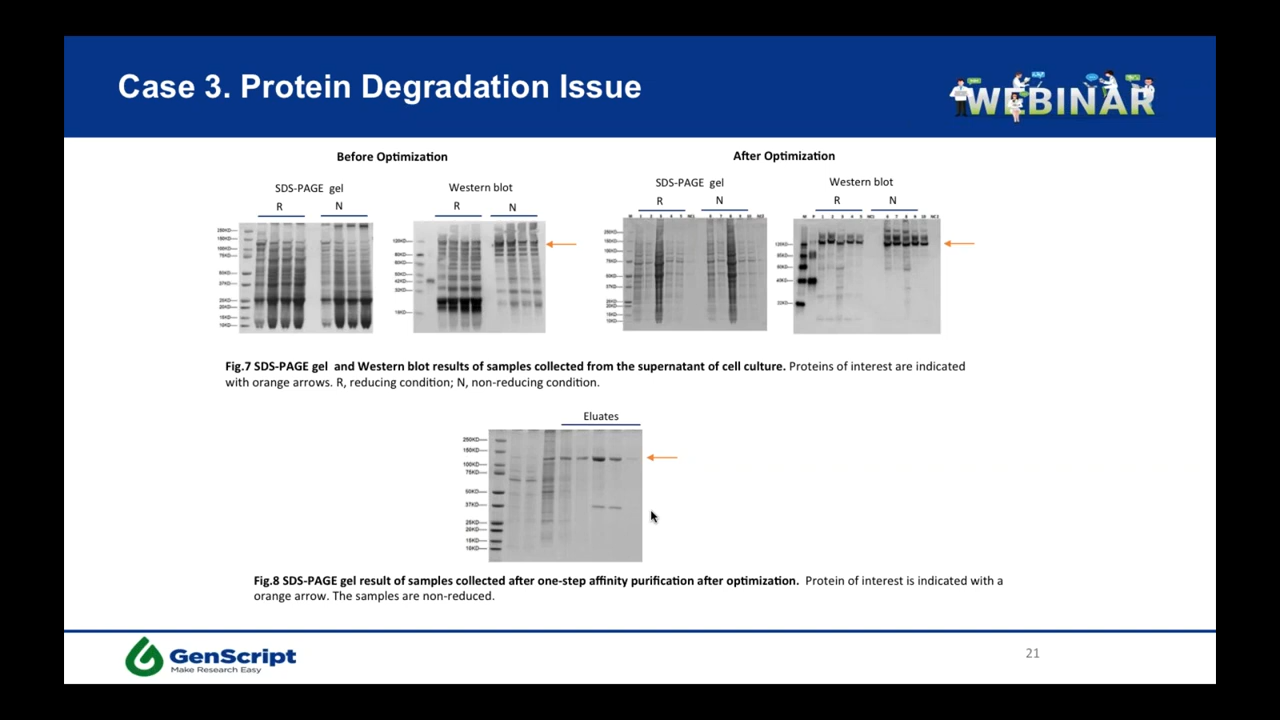 Case 3. Protein Degradation Issue
WEBINAR
Before Optimization
After Optimization
SDS-PAGE gel
Western blot
SDS-PAGE gel
Western blot
R
N
R
N
R
N
R
N
Fig.7 SDS-PAGE gel and Western blot results of samples collected from the supernatant of cell culture. Proteins of interest are indicated
with orange arrows. R, reducing condition; N, non-reducing condition.
Eluates
250KD
150KD
100KD
75KD
50KD
37KD
25KD
20KD
15KD
10KD
Fig.8 SDS-PAGE gel result of samples collected after one-step affinity purification after optimization. Protein of interest is indicated with a
orange arrow. The samples are non-reduced.
GenScript
Make Research Easy
21